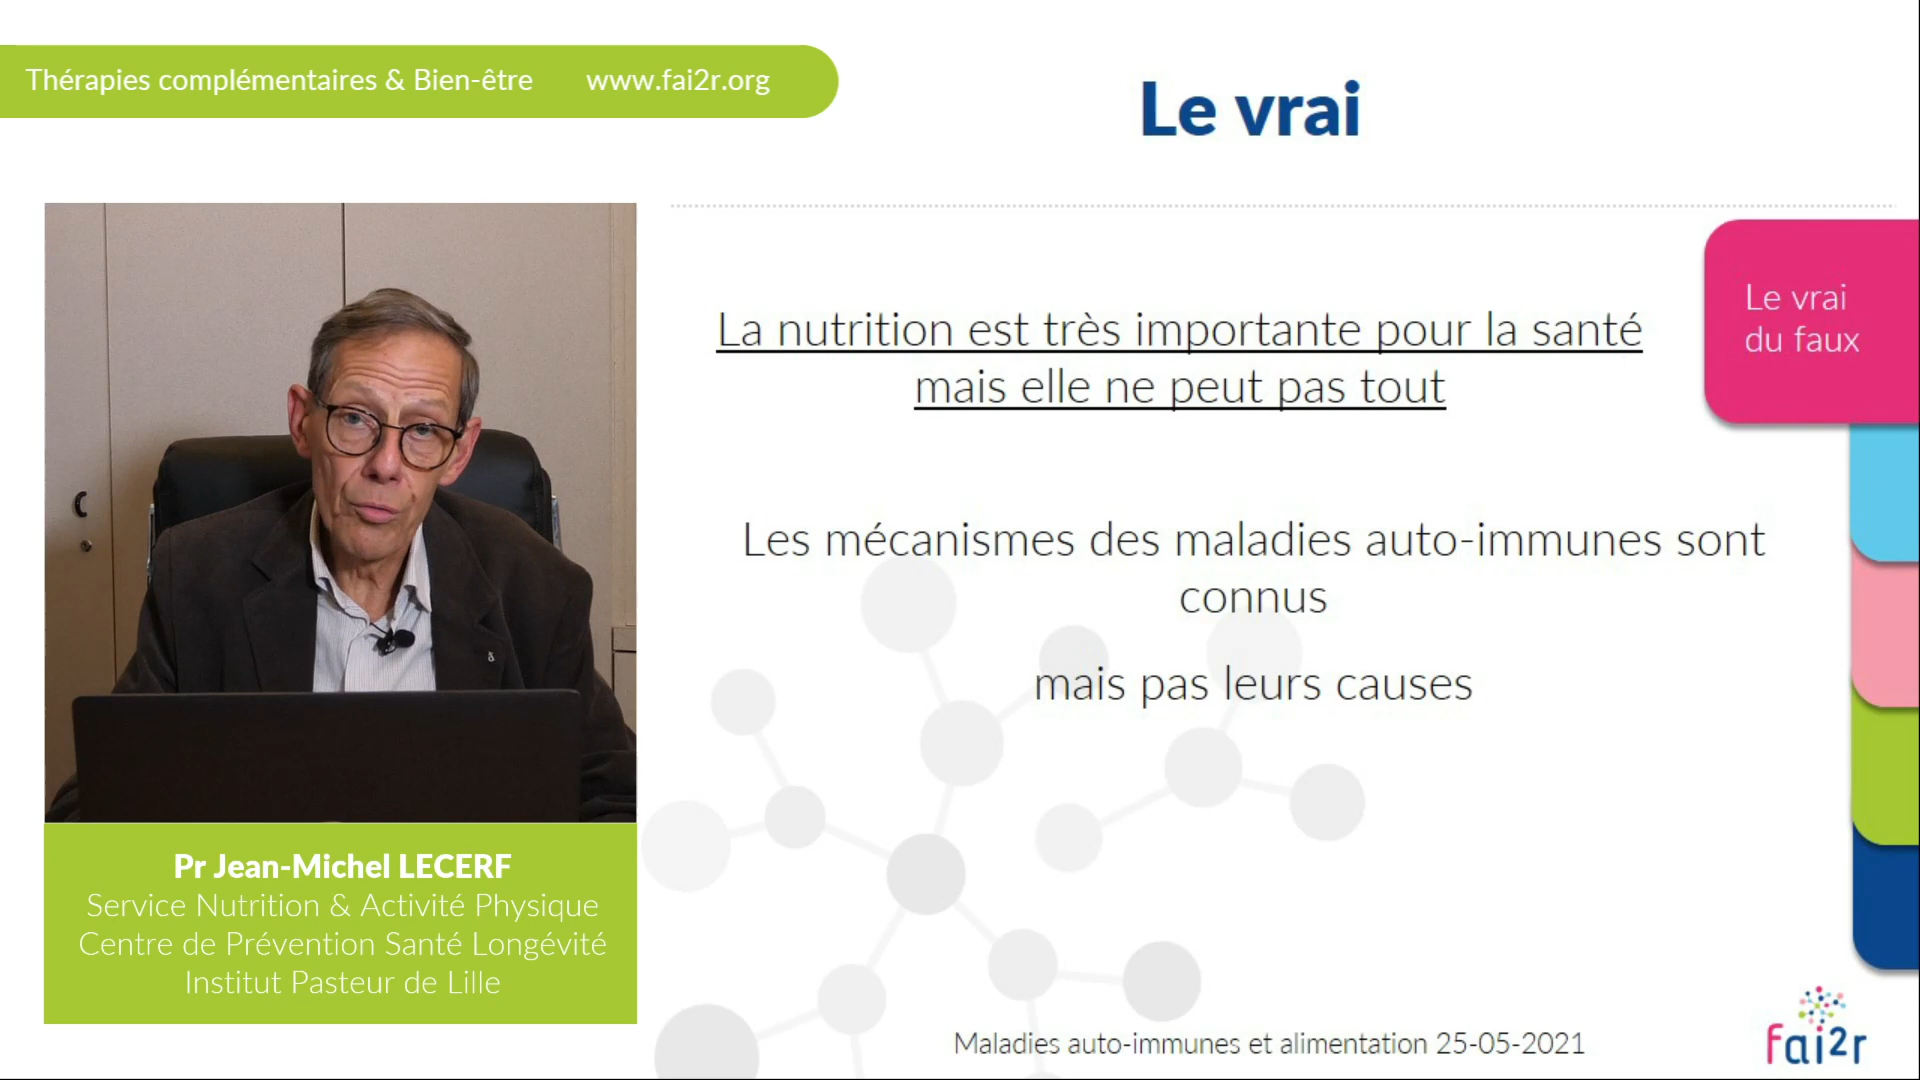 Thérapies complémentaires & Bien-être www.fai2r.org
Le vrai
La nutrition est très importante pour la santé
mais elle ne peut pas tout
Le vrai
du faux
Les mécanismes des maladies auto-immunes sont
connus
mais pas leurs causes
Pr Jean-Michel LECERF
Service Nutrition & Activité Physique
Centre de Prévention Santé Longévité
Institut Pasteur de Lille
Maladies auto-immunes et alimentation 25-05-2021
fai2r